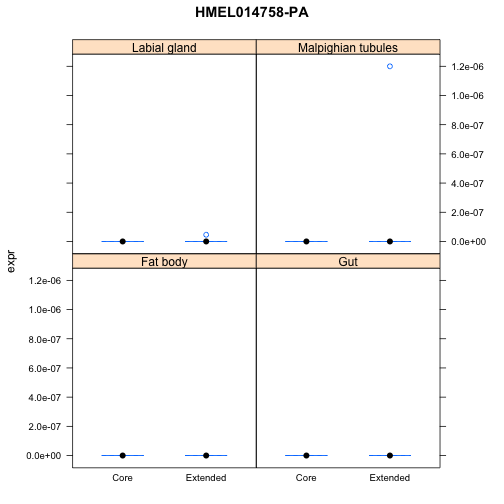 HMEL014758-PA
Labial gland Malpighian tubules
1.2e-06
1.0e-06
8.0e-07
6.0e-07
4.0e-07
2.0e-07
0.0e+00
expr
Fat body Gut
1.2e-06
1.0e-06
8.0e-07
6.0e-07
4.0e-07
2.0e-07
0.0e+00
Core Extended Core Extended